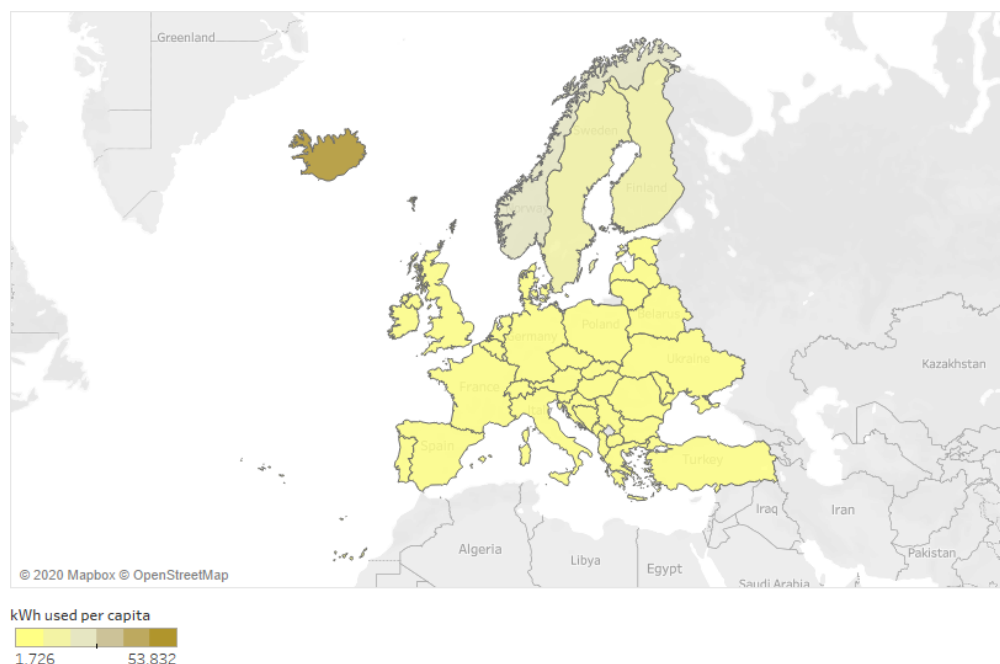 Greenland
Sweden
Finland
Norway
Belarus
Poland
Germany
Ukraine
Kazakhstan
France
Italy
Spain
Turkey
Iraq
Iran
Algeria
Libya
Egypt
Pakistan
Saudi Arabia
© 2020 Mapbox © OpenStreetMap
kWh used per capita
1.726 53.832